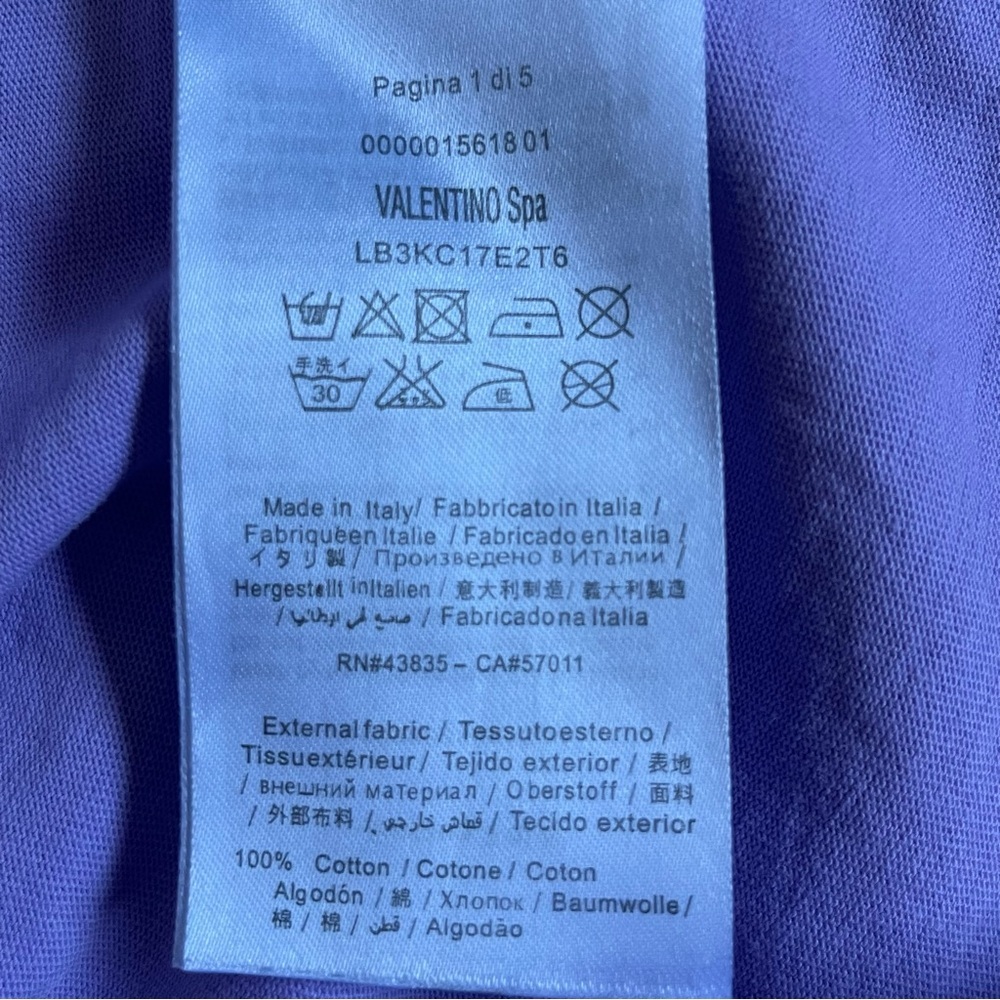 Pagina 1 di 5
00000156180 1
VALENTINO Spa
LB3KC17E2T6
手洗イ
30
低
Made in Italy/ Fabbricatoin Italia /
Fabriquéen Italie / Fabricado en Italia /
イタリ製 / Произведено в Италии /
Hergestellt inItalien / 意大利制造/ 義大利製造
/ / Fabricadona Italia
RN#43835 – CA#57011
External fabric / Tessutoesterno /
Tissuextérieur / Tejido exterior / 表地
/ внешний материал / Oberstoff / 面料
/ 外部布料 / قماش خارجي / Tecido exterior
100% Cotton / Cotone / Coton
Algodón / 綿 / Хлопок / Baumwolle /
棉 / 棉 / قطن / Algodão